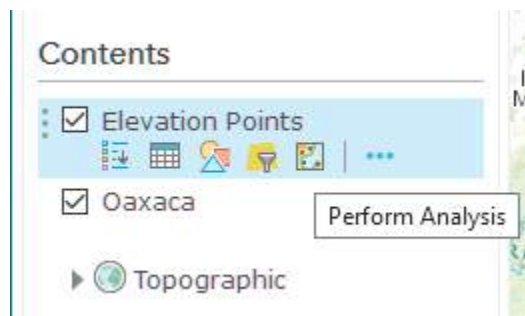 Contents
Elevation Points
Oaxaca
Perform Analysis
Topographic